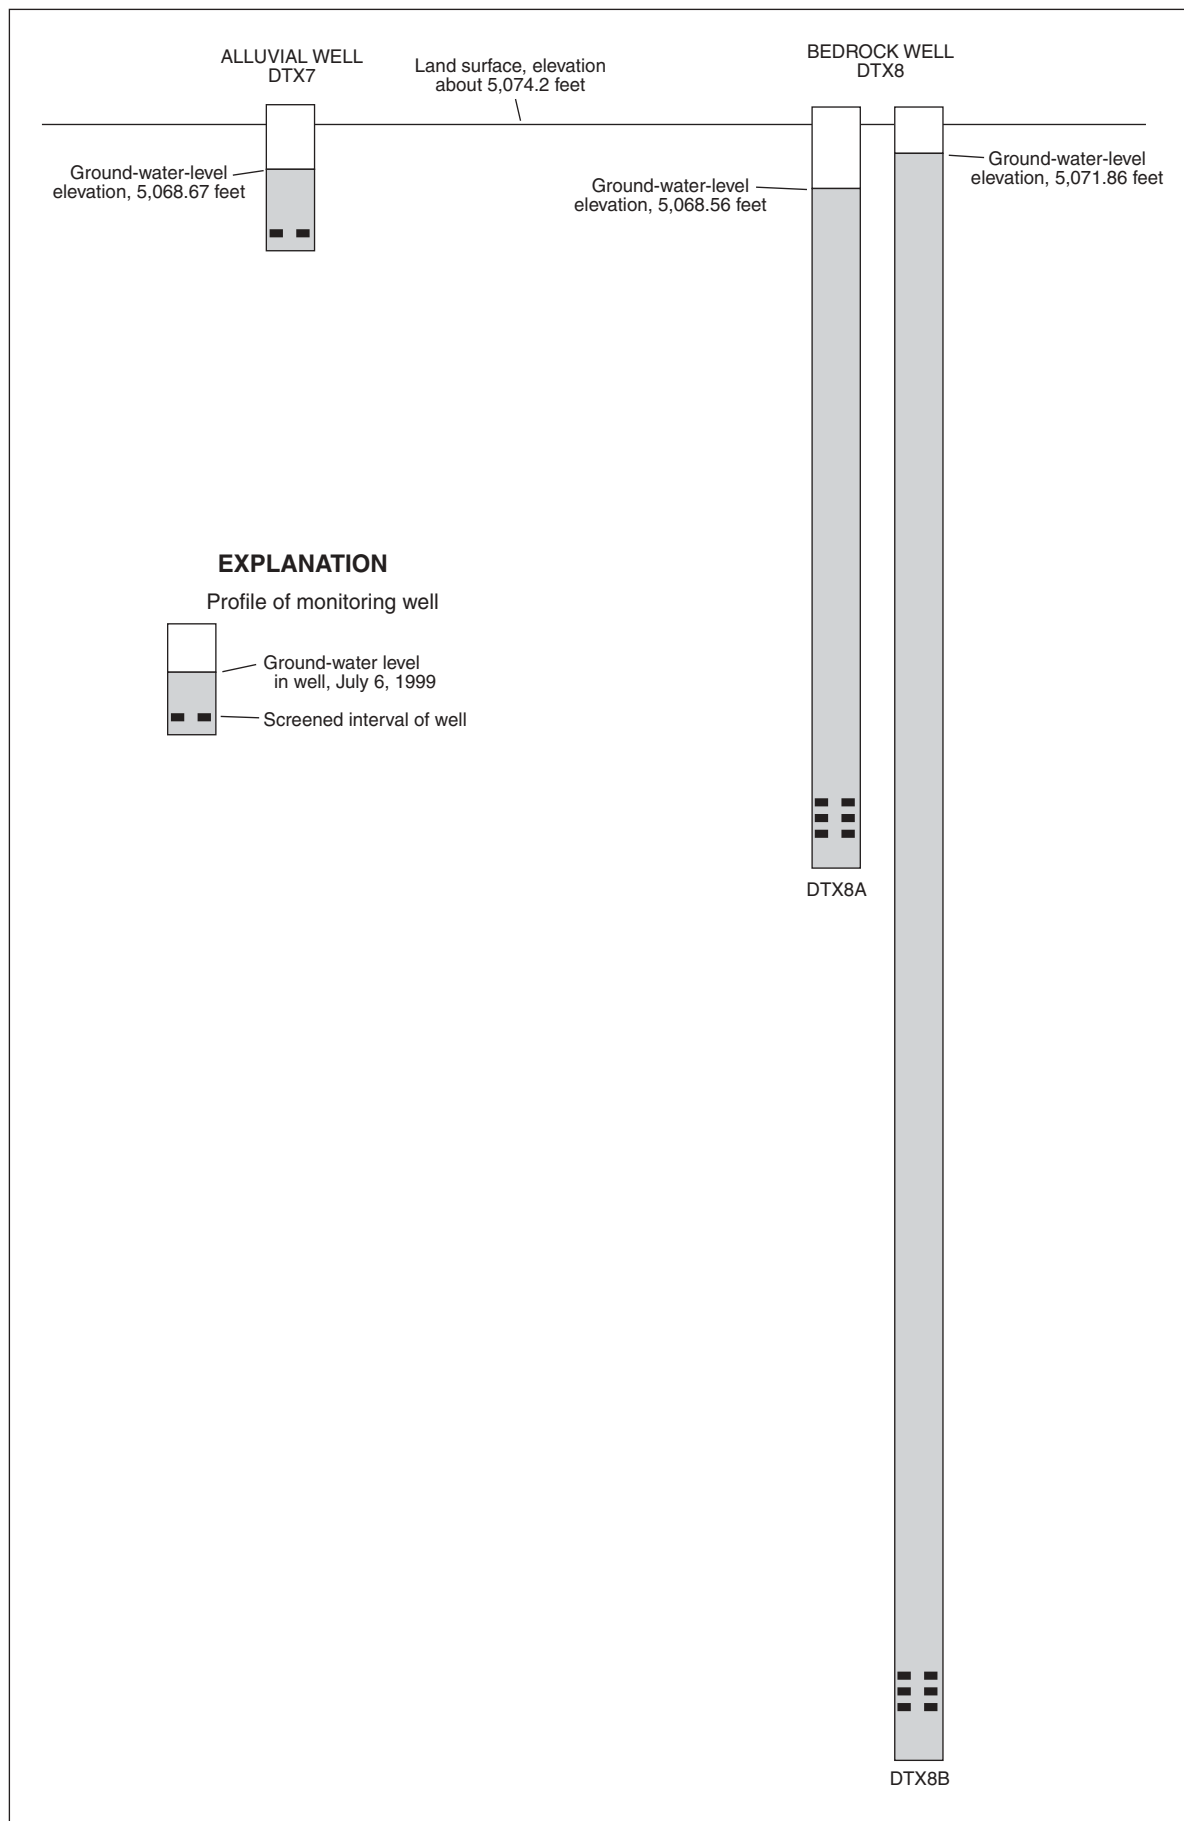 ALLUVIAL WELL
DTX7
Land surface, elevation
about 5,074.2 feet
BEDROCK WELL
DTX8
Ground-water-level
elevation, 5,068.67 feet
Ground-water-level
elevation, 5,068.56 feet
Ground-water-level
elevation, 5,071.86 feet
EXPLANATION
Profile of monitoring well
Ground-water level
in well, July 6, 1999
Screened interval of well
DTX8A
DTX8B